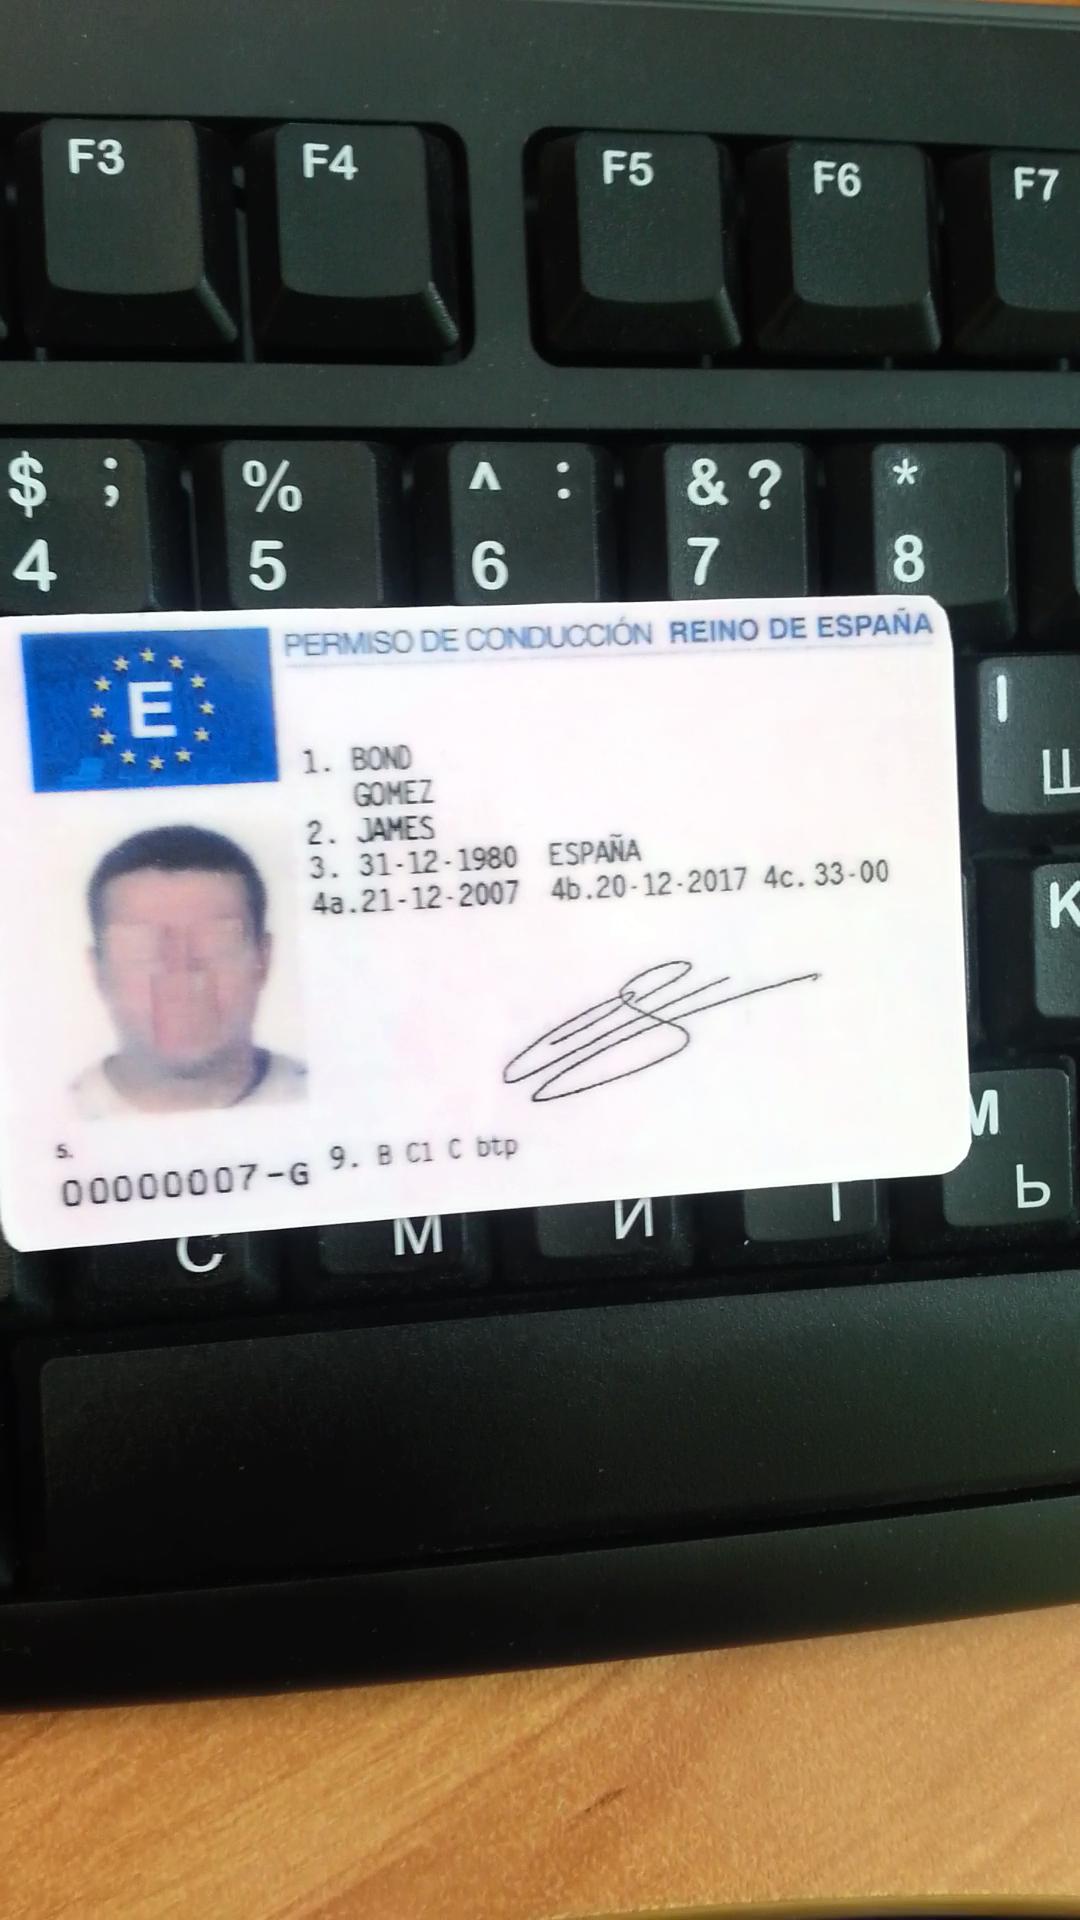 F3 F4 F5 F6 F7
$ ; % ^ : & ? *
4 5 6 7 8
PERMISO DE CONDUCCIÓN REINO DE ESPAÑA
E
1. BOND
GOMEZ
2. JAMES
3. 31-12-1980 ESPAÑA
4a.21-12-2007 4b.20-12-2017 4c. 33-00
5.
00000007-G 9. B C1 C btp
I
Ш
K
M
Ь
С М И Т